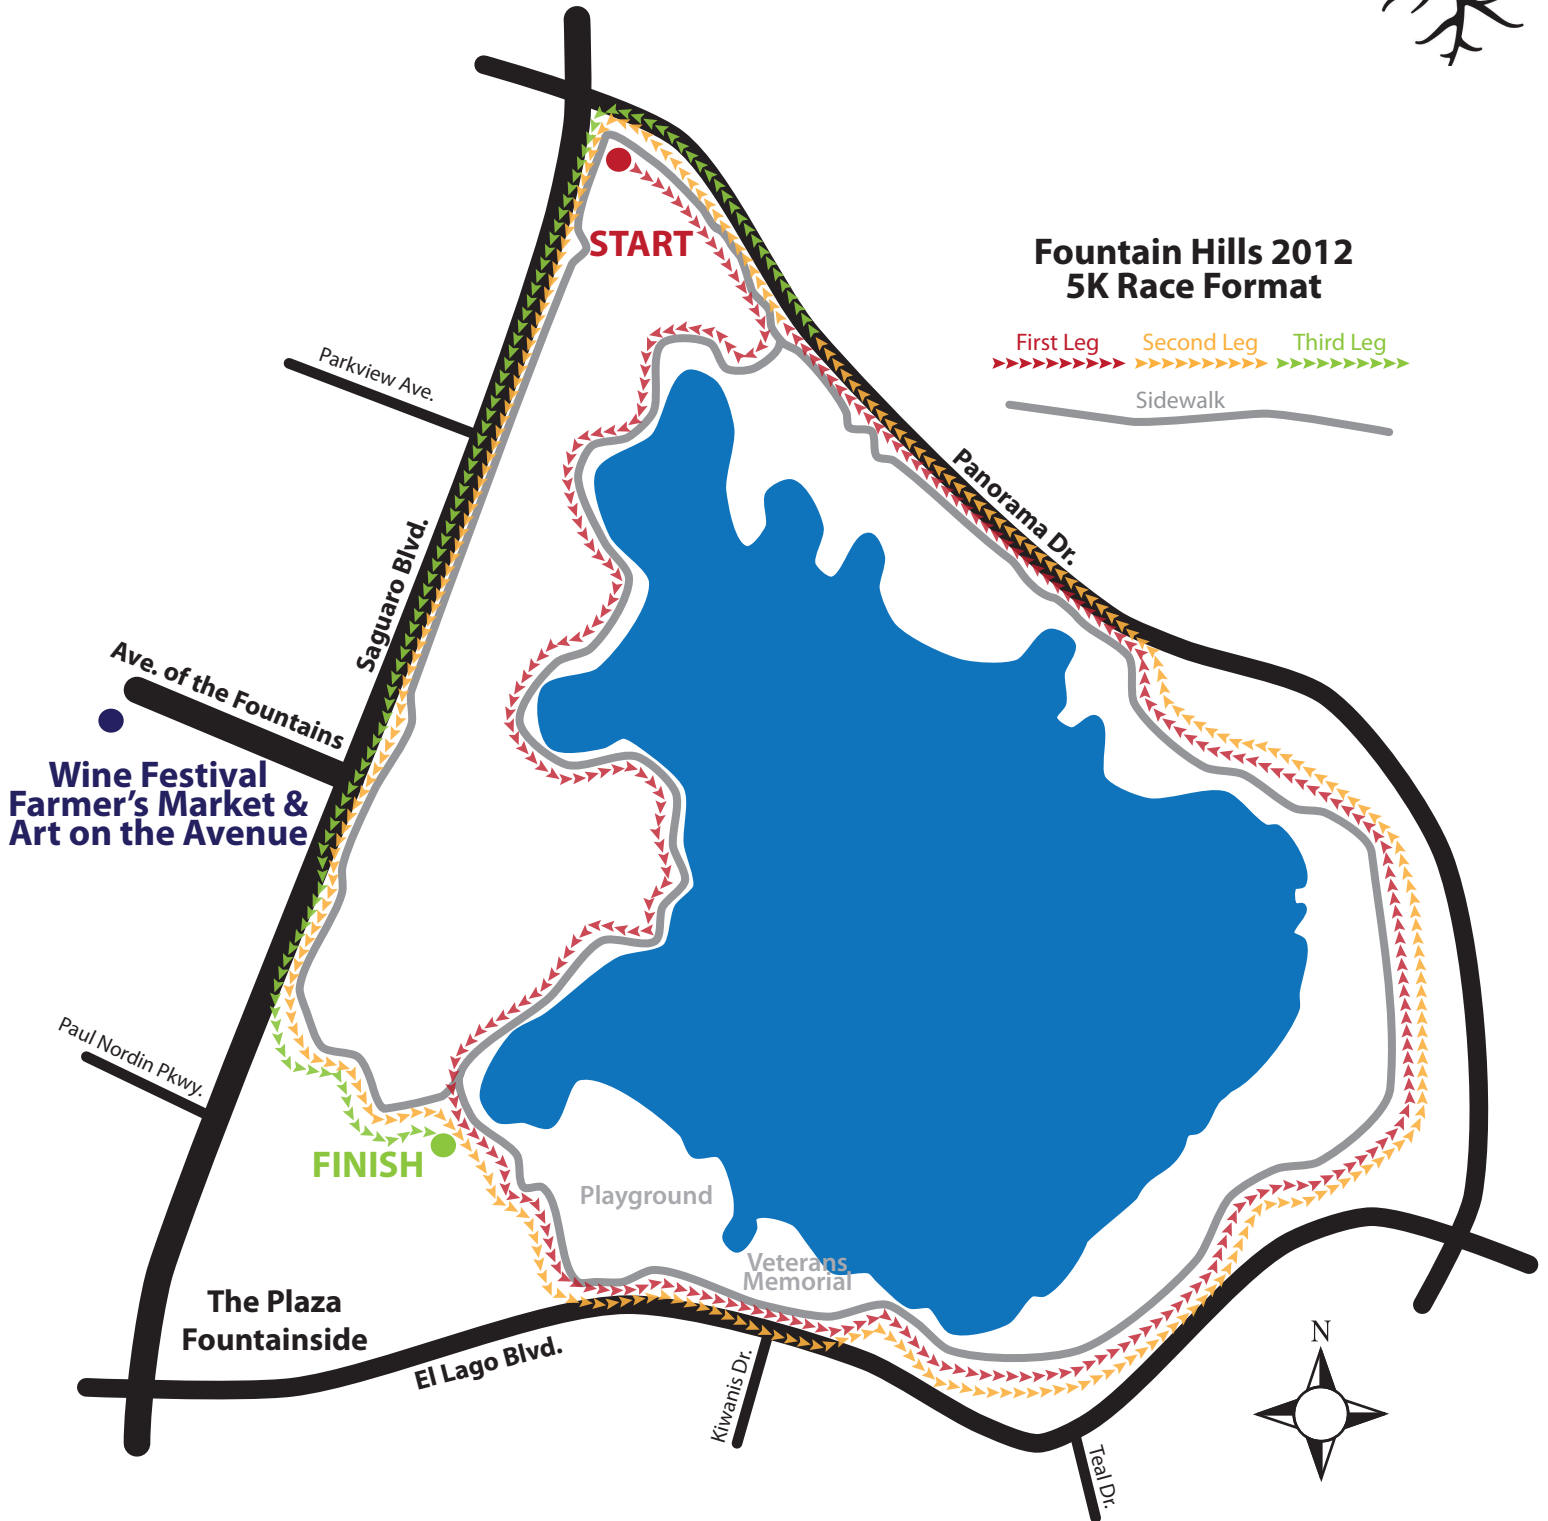 START
Fountain Hills 2012
5K Race Format
First Leg
Second Leg
Third Leg
Sidewalk
Parkview Ave.
Panorama Dr.
Saguaro Blvd.
Ave. of the Fountains
Wine Festival
Farmer's Market &
Art on the Avenue
Paul Nordin Pkwy.
FINISH
Playground
Veterans
Memorial
The Plaza
Fountainside
El Lago Blvd.
Kiwanis Dr.
Teal Dr.
N